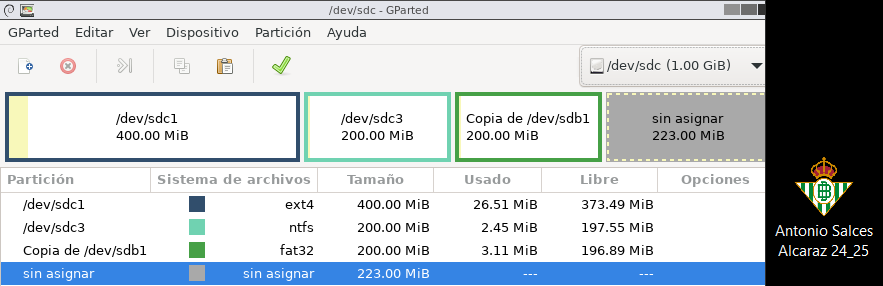 /dev/sdc - GParted
GParted Editar Ver Dispositivo Partición Ayuda
/dev/sdc (1.00 GiB)
/dev/sdc1
400.00 MiB
/dev/sdc3
200.00 MiB
Copia de /dev/sdb1
200.00 MiB
sin asignar
223.00 MiB
Partición Sistema de archivos Tamaño Usado Libre Opciones
/dev/sdc1 ext4 400.00 MiB 26.51 MiB 373.49 MiB
/dev/sdc3 ntfs 200.00 MiB 2.45 MiB 197.55 MiB
Copia de /dev/sdb1 fat32 200.00 MiB 3.11 MiB 196.89 MiB
sin asignar sin asignar 223.00 MiB --- ---
Antonio Salces
Alcaraz 24_25